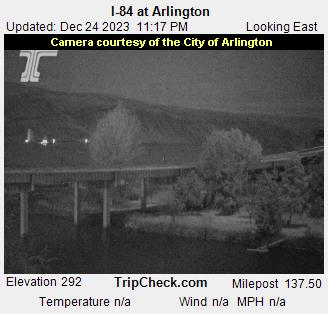 I-84 at Arlington
Updated: Dec 24 2023 11:17 PM Looking East
Camera courtesy of the City of Arlington
Elevation 292 TripCheck.com Milepost 137.50
Temperature n/a Wind n/a MPH n/a